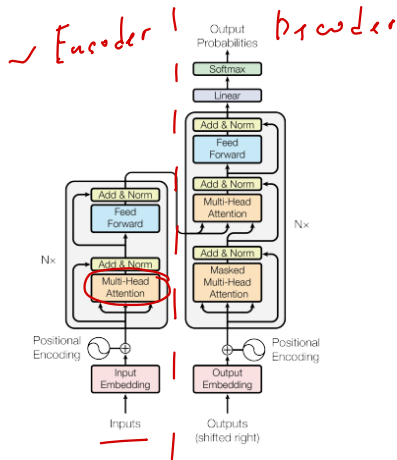 Encoder
Decoder
Output
Probabilities
Softmax
Linear
Add & Norm
Feed
Forward
Add & Norm
Multi-Head
Attention
Nx
Add & Norm
Masked
Multi-Head
Attention
Positional
Encoding
Output
Embedding
Outputs
(shifted right)
Add & Norm
Feed
Forward
Nx
Add & Norm
Multi-Head
Attention
Positional
Encoding
Input
Embedding
Inputs